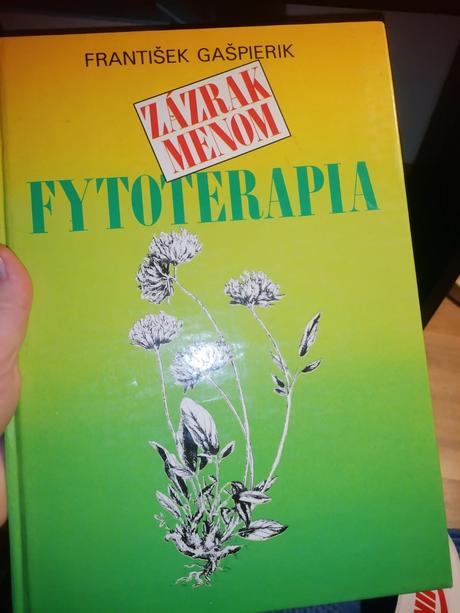 FRANTIŠEK GAŠPIERIK
ZÁZRAK
MENOM
FYTOTERAPIA